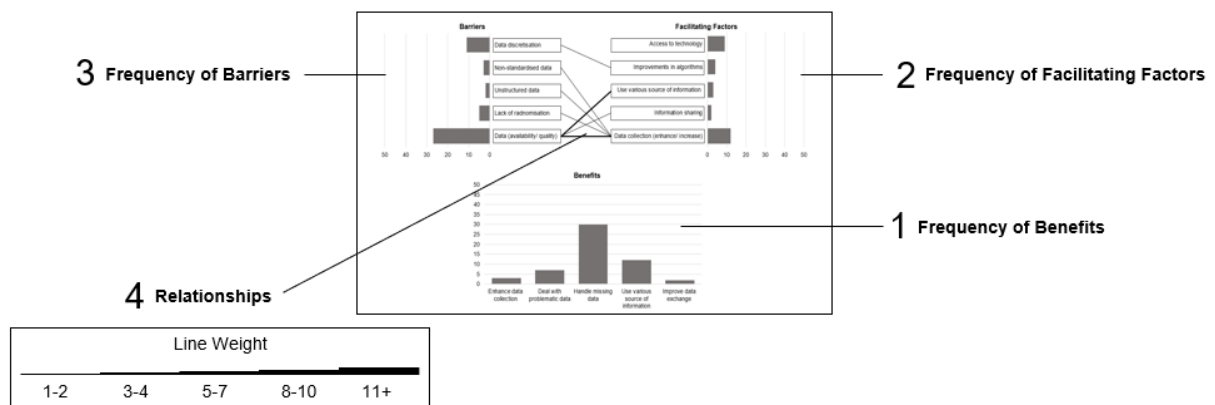 Barriers
Facilitating Factors
Data discretisation
Access to technology
Non-standardised data
Improvements in algorithms
Unstructured data
Use various source of information
Lack of radnomisation
Information sharing
Data (availability/ quality)
Data collection (enhance/ increase)
50 40 30 20 10 0
0 10 20 30 40 50
3 Frequency of Barriers
2 Frequency of Facilitating Factors
Benefits
50
45
40
35
30
25
20
15
10
5
0
Enhance data
collection
Deal with
problematic data
Handle missing
data
Use various
source of
information
Improve data
exchange
1 Frequency of Benefits
4 Relationships
Line Weight
1-2 3-4 5-7 8-10 11+